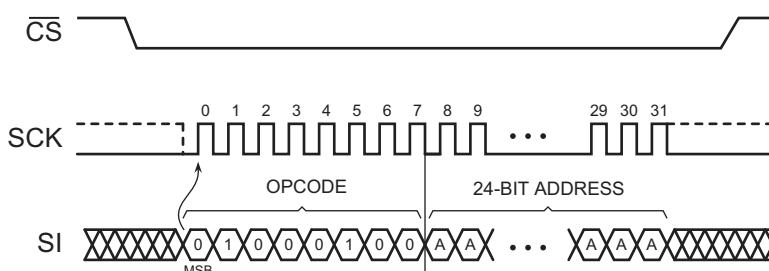 CS
0 1 2 3 4 5 6 7 8 9 29 30 31
SCK • • •
OPCODE 24-BIT ADDRESS
SI 0 1 0 0 0 1 0 0 A A • • • A A A
MSB